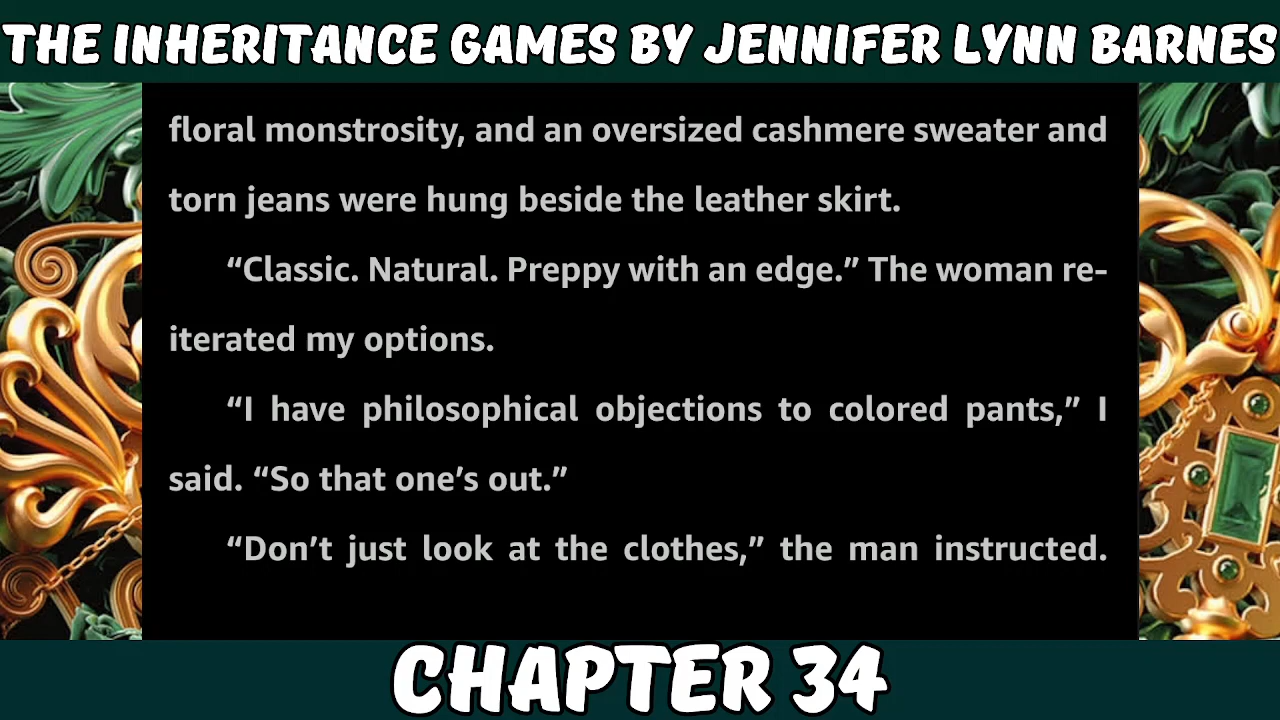 THE INHERITANCE GAMES BY JENNIFER LYNN BARNES
floral monstrosity, and an oversized cashmere sweater and
torn jeans were hung beside the leather skirt.
“Classic. Natural. Preppy with an edge.” The woman re-
iterated my options.
“I have philosophical objections to colored pants,” I
said. “So that one’s out.”
“Don’t just look at the clothes,” the man instructed.
CHAPTER 34